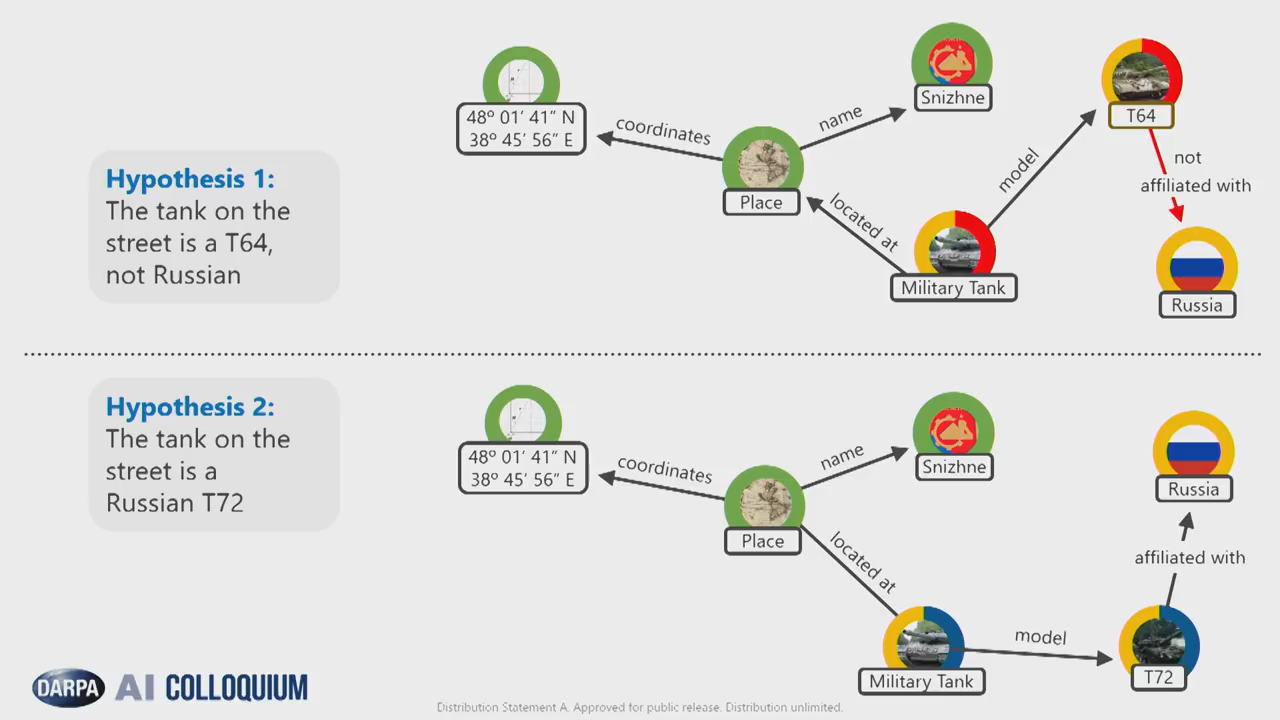 Snizhne
T64
48º 01’ 41” N
38º 45’ 56” E
coordinates
name
not
affiliated with
model
Hypothesis 1:
The tank on the
street is a T64,
not Russian
Place
located at
Military Tank
Russia
Hypothesis 2:
The tank on the
street is a
Russian T72
48º 01’ 41” N
38º 45’ 56” E
coordinates
name
Snizhne
Russia
Place
located at
affiliated with
model
Military Tank
T72
DARPA AI COLLOQUIUM
Distribution Statement A. Approved for public release. Distribution unlimited.